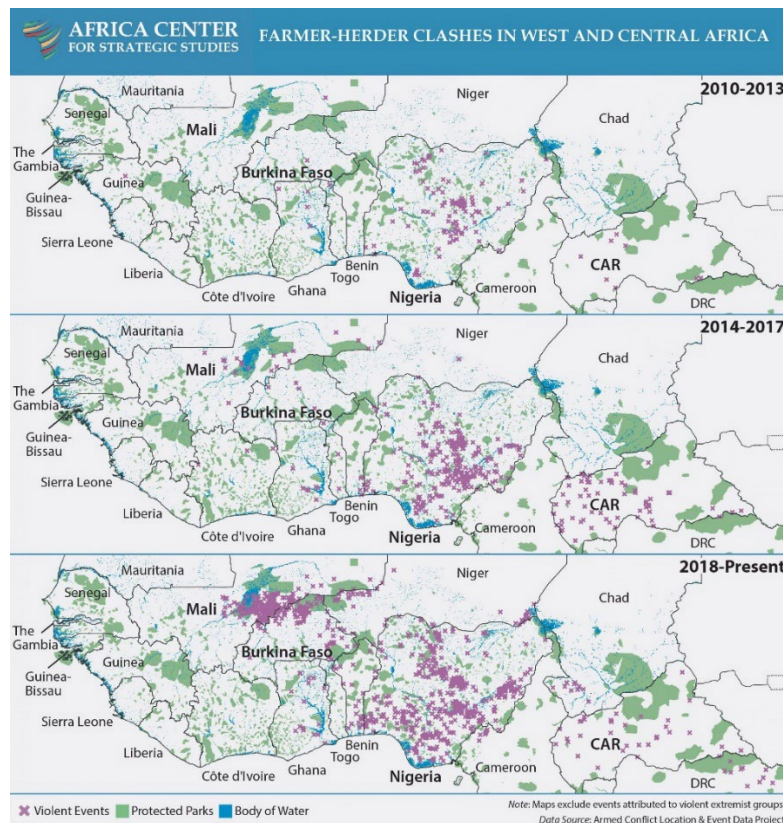 AFRICA CENTER
FOR STRATEGIC STUDIES
FARMER-HERDER CLASHES IN WEST AND CENTRAL AFRICA
2010-2013
Mauritania
Niger
Senegal
Mali
Chad
The
Gambia
Guinea-
Bissau
Guinea
Burkina Faso
Sierra Leone
Liberia
Côte d'Ivoire
Ghana
Togo
Benin
Nigeria
Cameroon
CAR
DRC
2014-2017
Mauritania
Niger
Senegal
Mali
Chad
The
Gambia
Guinea-
Bissau
Guinea
Burkina Faso
Sierra Leone
Liberia
Côte d'Ivoire
Ghana
Togo
Benin
Nigeria
Cameroon
CAR
DRC
2018-Present
Mauritania
Niger
Senegal
Mali
Chad
The
Gambia
Guinea-
Bissau
Guinea
Burkina Faso
Sierra Leone
Liberia
Côte d'Ivoire
Ghana
Togo
Benin
Nigeria
Cameroon
CAR
DRC
Violent Events Protected Parks Body of Water
Note: Maps exclude events attributed to violent extremist groups
Data Source: Armed Conflict Location & Event Data Project